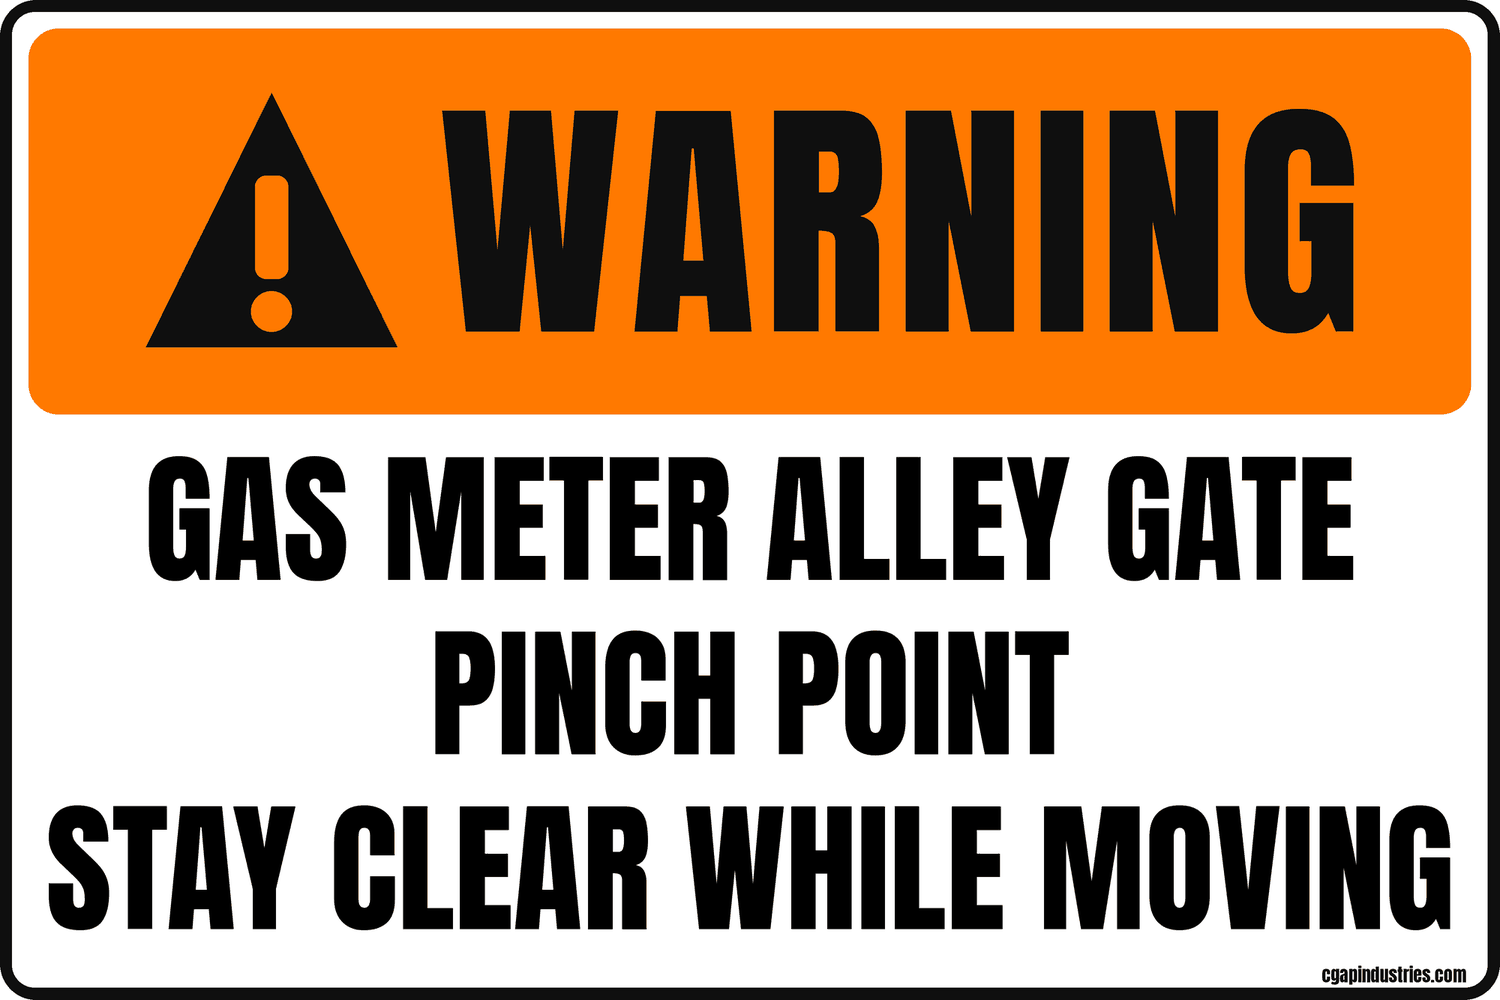 WARNING
GAS METER ALLEY GATE
PINCH POINT
STAY CLEAR WHILE MOVING
cgapindustries.com